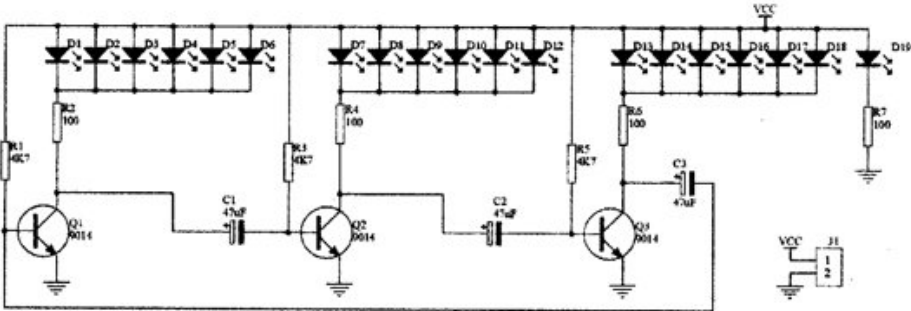 VCC
D1 D2 D3 D4 D5 D6 D7 D8 D9 D10 D11 D12 D13 D14 D15 D16 D17 D18 D19
R2
100
R4
100
R6
100
R7
100
R1
4K7
R3
4K7
R5
4K7
C1
47uF
C2
47uF
C3
47uF
Q1
9014
Q2
9014
Q3
9014
VCC
J1
1
2